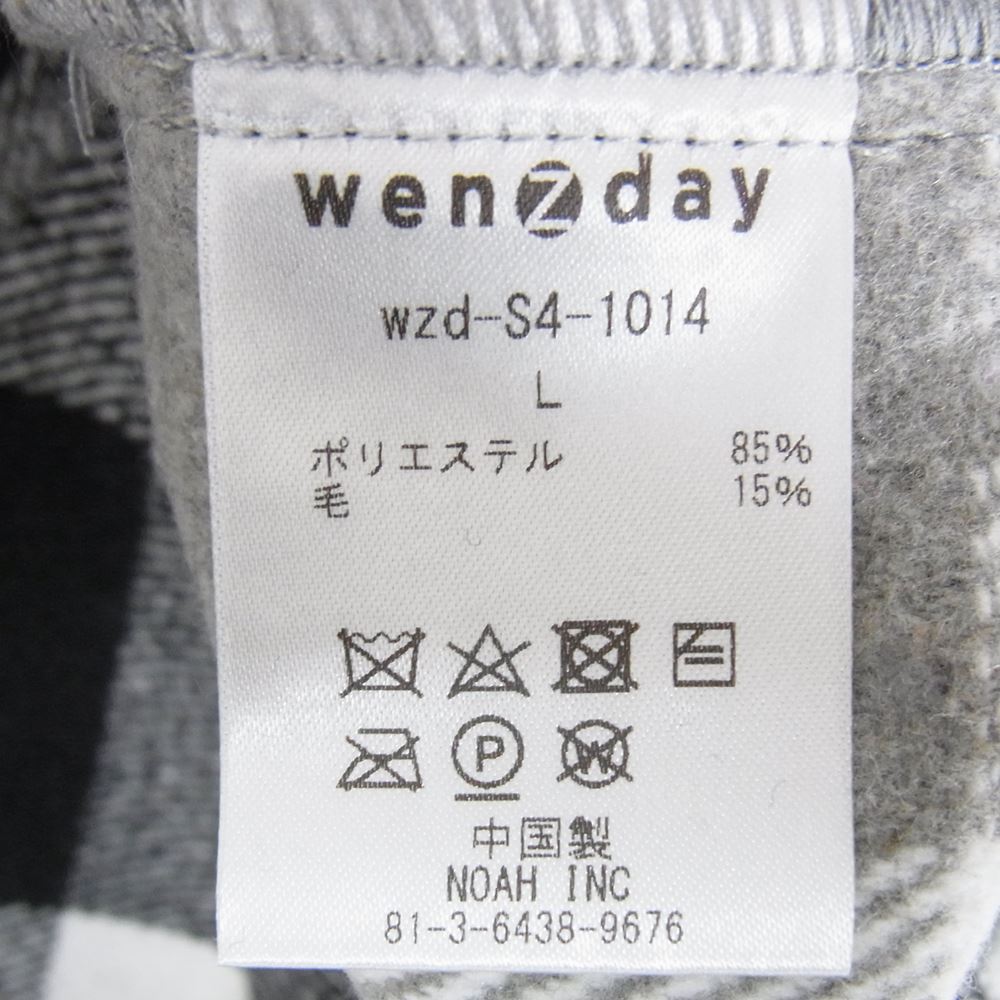 wenzday
wzd-S4-1014
L
ポリエステル 85%
毛 15%
P W
中国製
NOAH INC
81-3-6438-9676